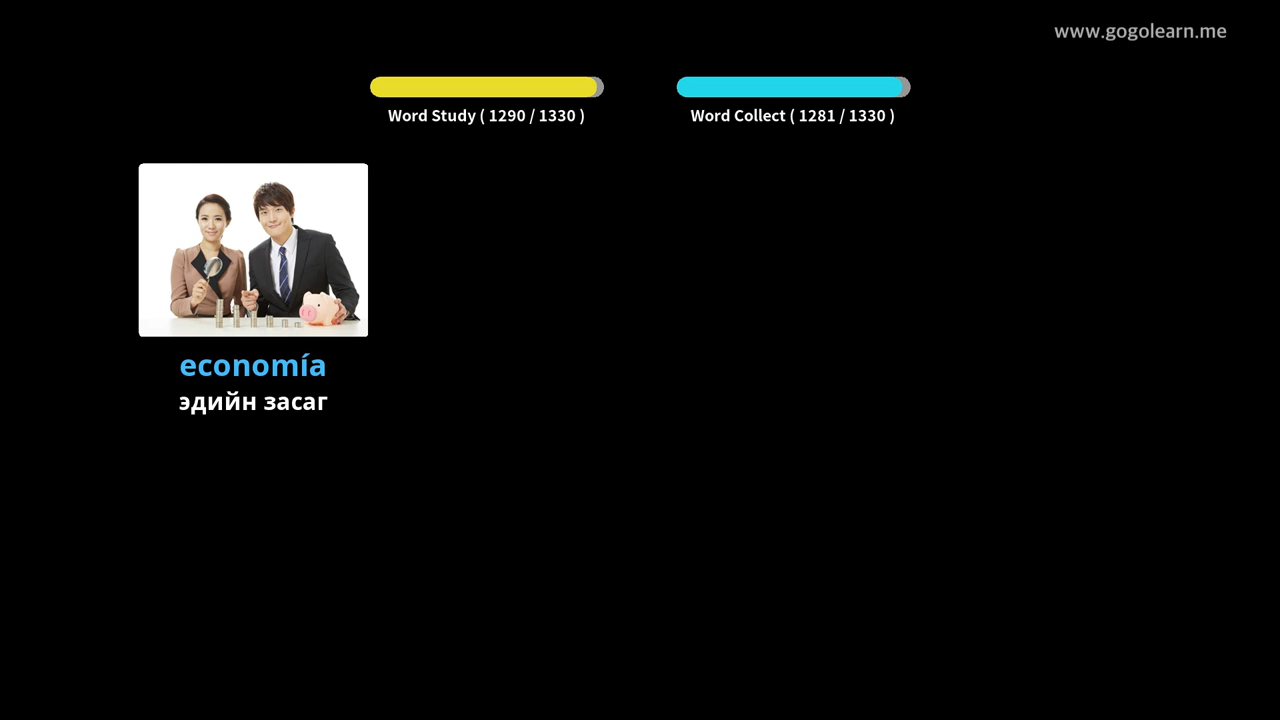 www.gogolearn.me
Word Study ( 1290 / 1330 )
Word Collect ( 1281 / 1330 )
economía
эдийн засаг